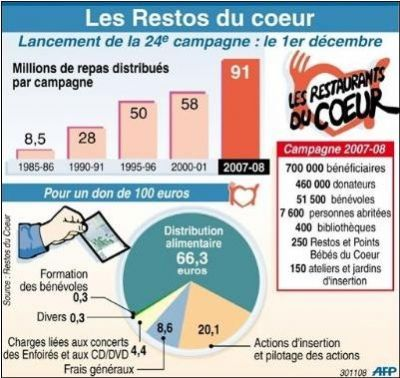 Les Restos du coeur
Lancement de la 24e campagne : le 1er décembre
Millions de repas distribués
par campagne
8,5
28
50
58
91
1985-86
1990-91
1995-96
2000-01
2007-08
LES RESTAURANTS
DU COEUR
Campagne 2007-08
700 000 bénéficiaires
460 000 donateurs
51 500 bénévoles
7 600 personnes abritées
400 bibliothèques
250 Restos et Points
Bébés du Coeur
150 ateliers et jardins
d'insertion
Pour un don de 100 euros
Distribution
alimentaire
66,3
euros
Formation
des bénévoles
0,3
Divers 0,3
Charges liées aux concerts
des Enfoirés et aux CD/DVD
4,4
Frais généraux
8,6
20,1
Actions d'insertion
et pilotage des actions
Source : Restos du Coeur
301108 AFP